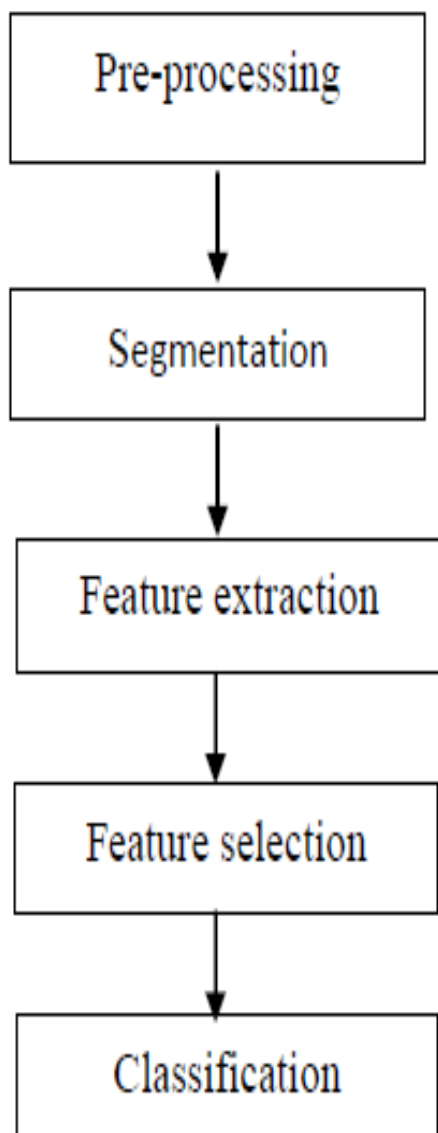 Pre-processing
Segmentation
Feature extraction
Feature selection
Classification